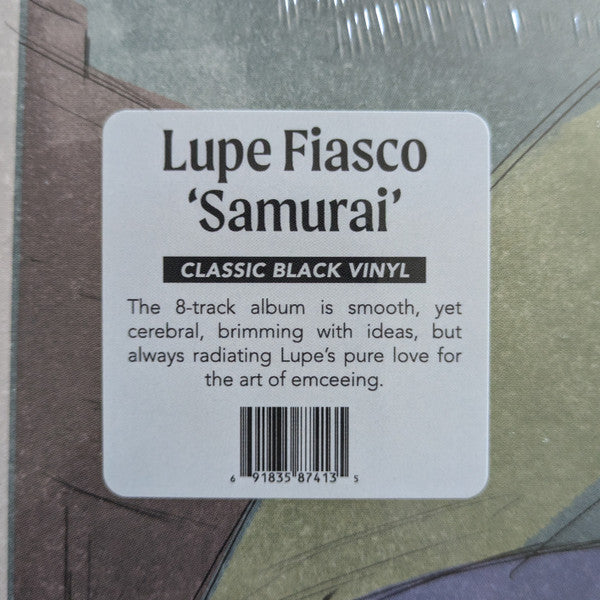 Lupe Fiasco
‘Samurai’
CLASSIC BLACK VINYL
The 8-track album is smooth, yet
cerebral, brimming with ideas, but
always radiating Lupe’s pure love for
the art of emceeing.
6 91835 87413 5